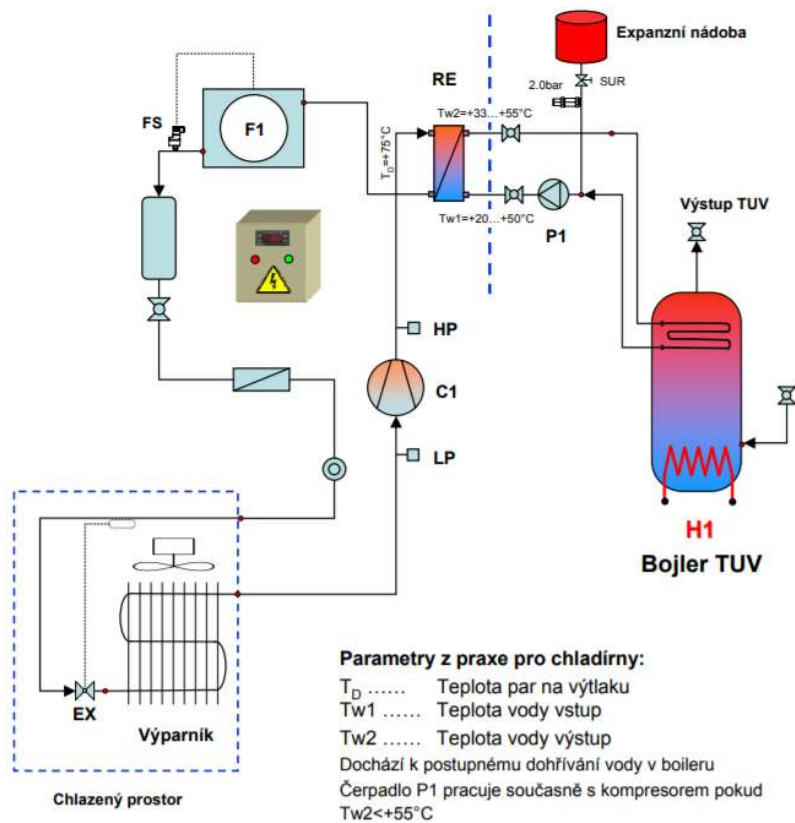 Expanzní nádoba
RE
2.0bar
SUR
Tw2=+33...+55°C
FS
F1
T_D=+75°C
Tw1=+20...+50°C
P1
Výstup TUV
HP
C1
LP
H1
Bojler TUV
EX
Výparník
Chlazený prostor
Parametry z praxe pro chladírny:
T_D ...... Teplota par na výtlaku
Tw1 ...... Teplota vody vstup
Tw2 ...... Teplota vody výstup
Dochází k postupnému dohřívání vody v boileru
Čerpadlo P1 pracuje současně s kompresorem pokud
Tw2<+55°C